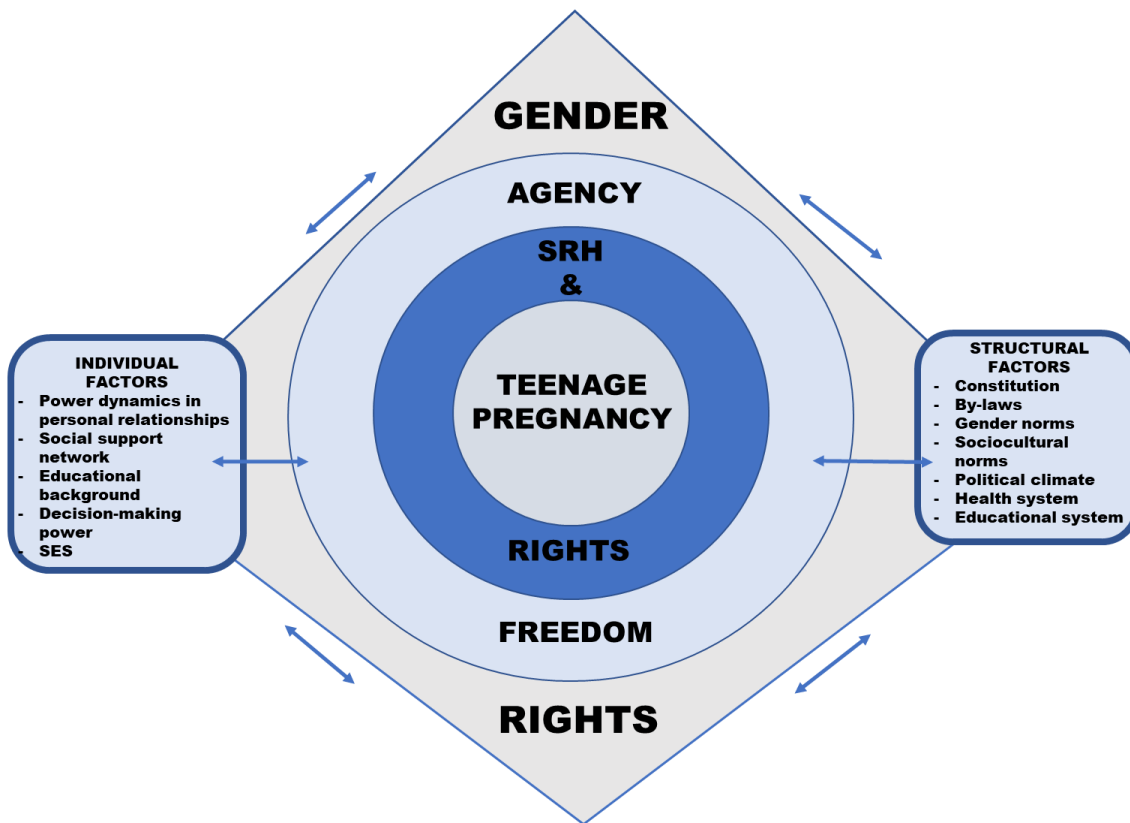 GENDER
AGENCY
SRH
&
TEENAGE
PREGNANCY
RIGHTS
FREEDOM
RIGHTS
INDIVIDUAL
FACTORS
- Power dynamics in
personal relationships
- Social support
network
- Educational
background
- Decision-making
power
- SES
STRUCTURAL
FACTORS
- Constitution
- By-laws
- Gender norms
- Sociocultural
norms
- Political climate
- Health system
- Educational system